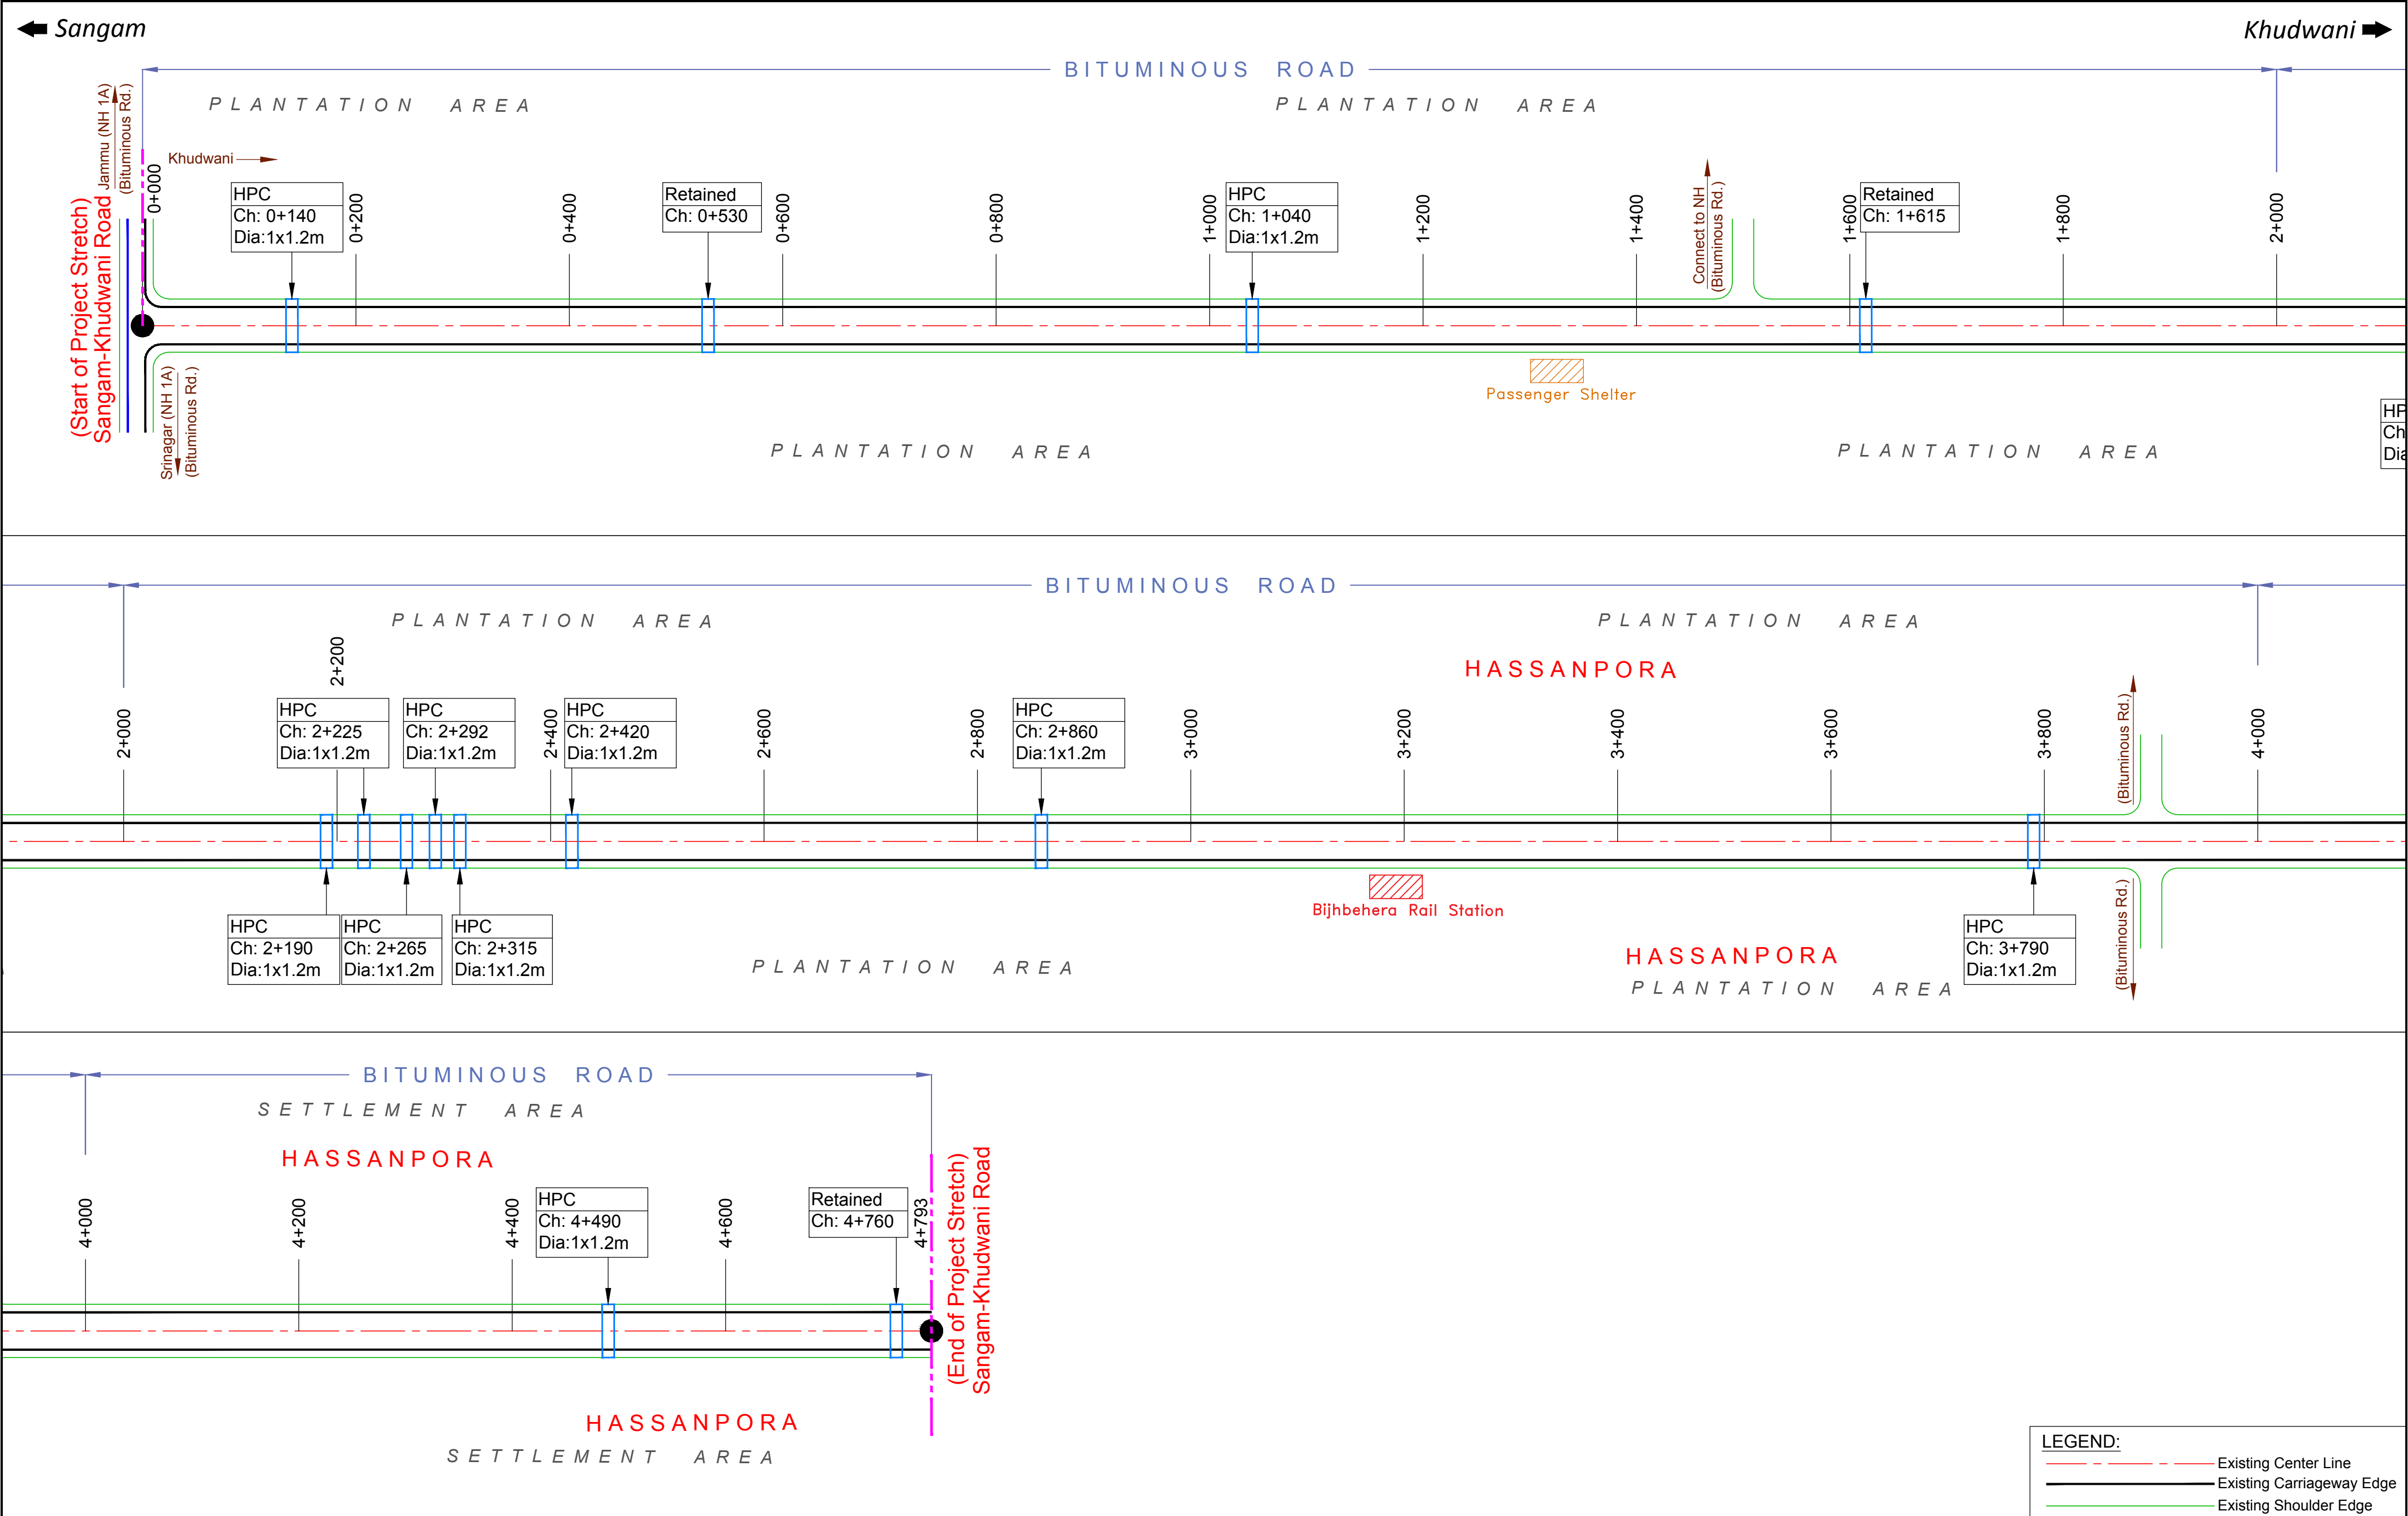 Sangam
Khudwani
BITUMINOUS ROAD
PLANTATION AREA
PLANTATION AREA
Jammu (NH 1A)
(Bituminous Rd.)
Khudwani
(Start of Project Stretch)
Sangam-Khudwani Road
0+000
HPC
Ch: 0+140
Dia:1x1.2m
0+200
0+400
Retained
Ch: 0+530
0+600
0+800
1+000
HPC
Ch: 1+040
Dia:1x1.2m
1+200
1+400
Connect to NH
(Bituminous Rd.)
1+600
Retained
Ch: 1+615
1+800
2+000
Srinagar (NH 1A)
(Bituminous Rd.)
Passenger Shelter
PLANTATION AREA
PLANTATION AREA
HP
Ch
Dia
BITUMINOUS ROAD
PLANTATION AREA
PLANTATION AREA
HASSANPORA
2+000
2+200
HPC
Ch: 2+225
Dia:1x1.2m
HPC
Ch: 2+292
Dia:1x1.2m
2+400
HPC
Ch: 2+420
Dia:1x1.2m
2+600
2+800
HPC
Ch: 2+860
Dia:1x1.2m
3+000
3+200
3+400
3+600
3+800
(Bituminous Rd.)
4+000
HPC
Ch: 2+190
Dia:1x1.2m
HPC
Ch: 2+265
Dia:1x1.2m
HPC
Ch: 2+315
Dia:1x1.2m
PLANTATION AREA
Bijhbehera Rail Station
HASSANPORA
PLANTATION AREA
HPC
Ch: 3+790
Dia:1x1.2m
(Bituminous Rd.)
BITUMINOUS ROAD
SETTLEMENT AREA
HASSANPORA
4+000
4+200
4+400
HPC
Ch: 4+490
Dia:1x1.2m
4+600
Retained
Ch: 4+760
4+793
(End of Project Stretch)
Sangam-Khudwani Road
HASSANPORA
SETTLEMENT AREA
LEGEND:
Existing Center Line
Existing Carriageway Edge
Existing Shoulder Edge